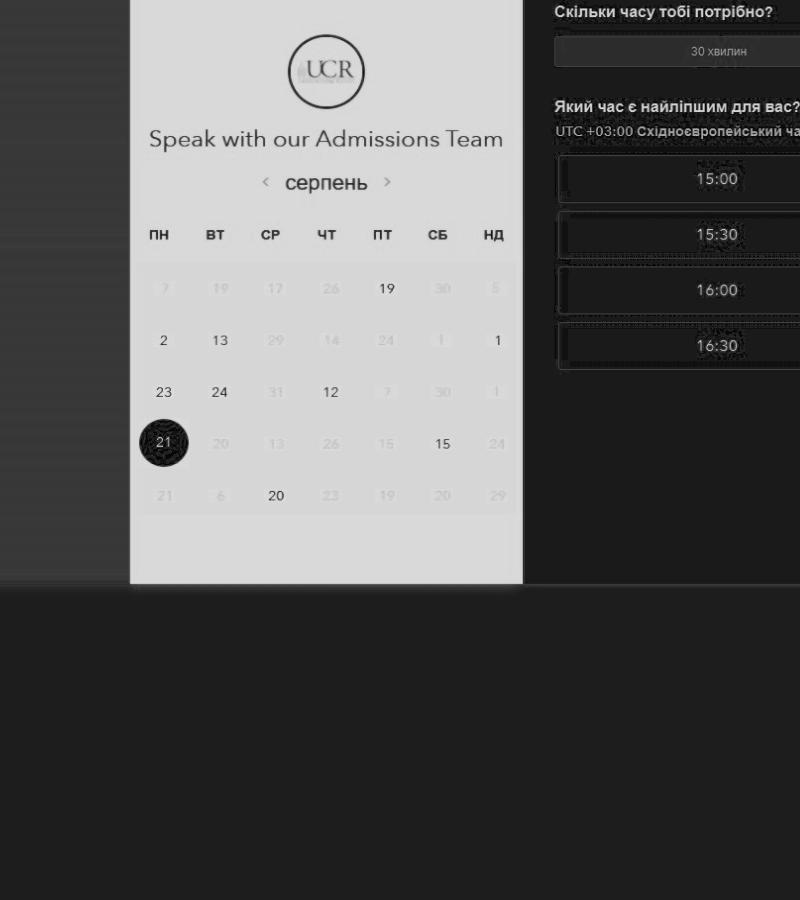 UCR
Speak with our Admissions Team
< серпень >
ПН ВТ СР ЧТ ПТ СБ НД
7 19 17 26 19 30 5
2 13 29 14 24 1 1
23 24 31 12 7 30 1
21 20 13 26 15 15 24
21 6 20 23 19 20 29
Скільки часу тобі потрібно?
30 хвилин
Який час є найліпшим для вас?
UTC +03:00 Східноєвропейський ча
15:00
15:30
16:00
16:30